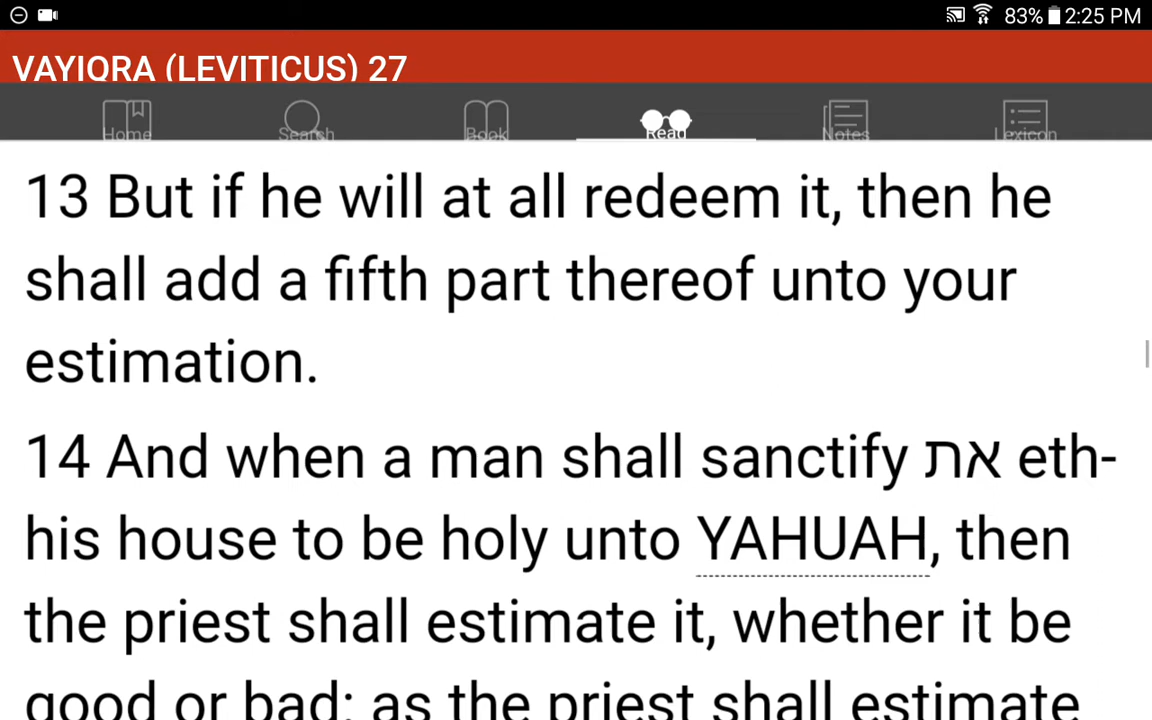 83% 2:25 PM
VAYIQRA (LEVITICUS) 27
Home Search Book Read Notes Lexicon
13 But if he will at all redeem it, then he
shall add a fifth part thereof unto your
estimation.
14 And when a man shall sanctify את eth-
his house to be holy unto YAHUAH, then
the priest shall estimate it, whether it be
good or bad: as the priest shall estimate